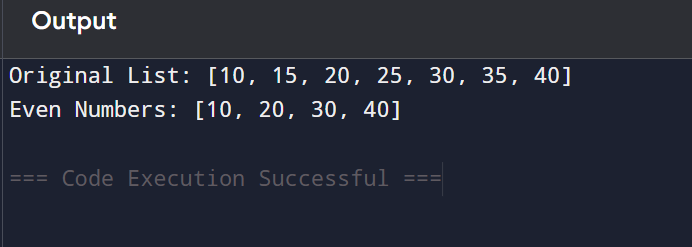 Output
Original List: [10, 15, 20, 25, 30, 35, 40]
Even Numbers: [10, 20, 30, 40]
=== Code Execution Successful ===